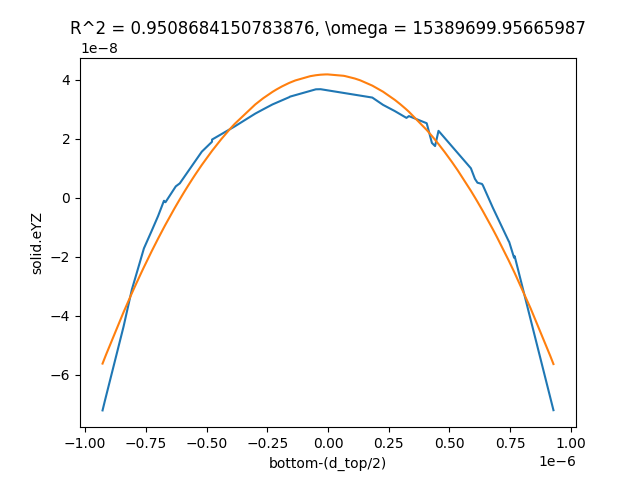 R^2 = 0.9508684150783876, \omega = 15389699.95665987
1e−8
4
2
0
−2
−4
−6
solid.eYZ
−1.00 −0.75 −0.50 −0.25 0.00 0.25 0.50 0.75 1.00
1e−6
bottom-(d_top/2)